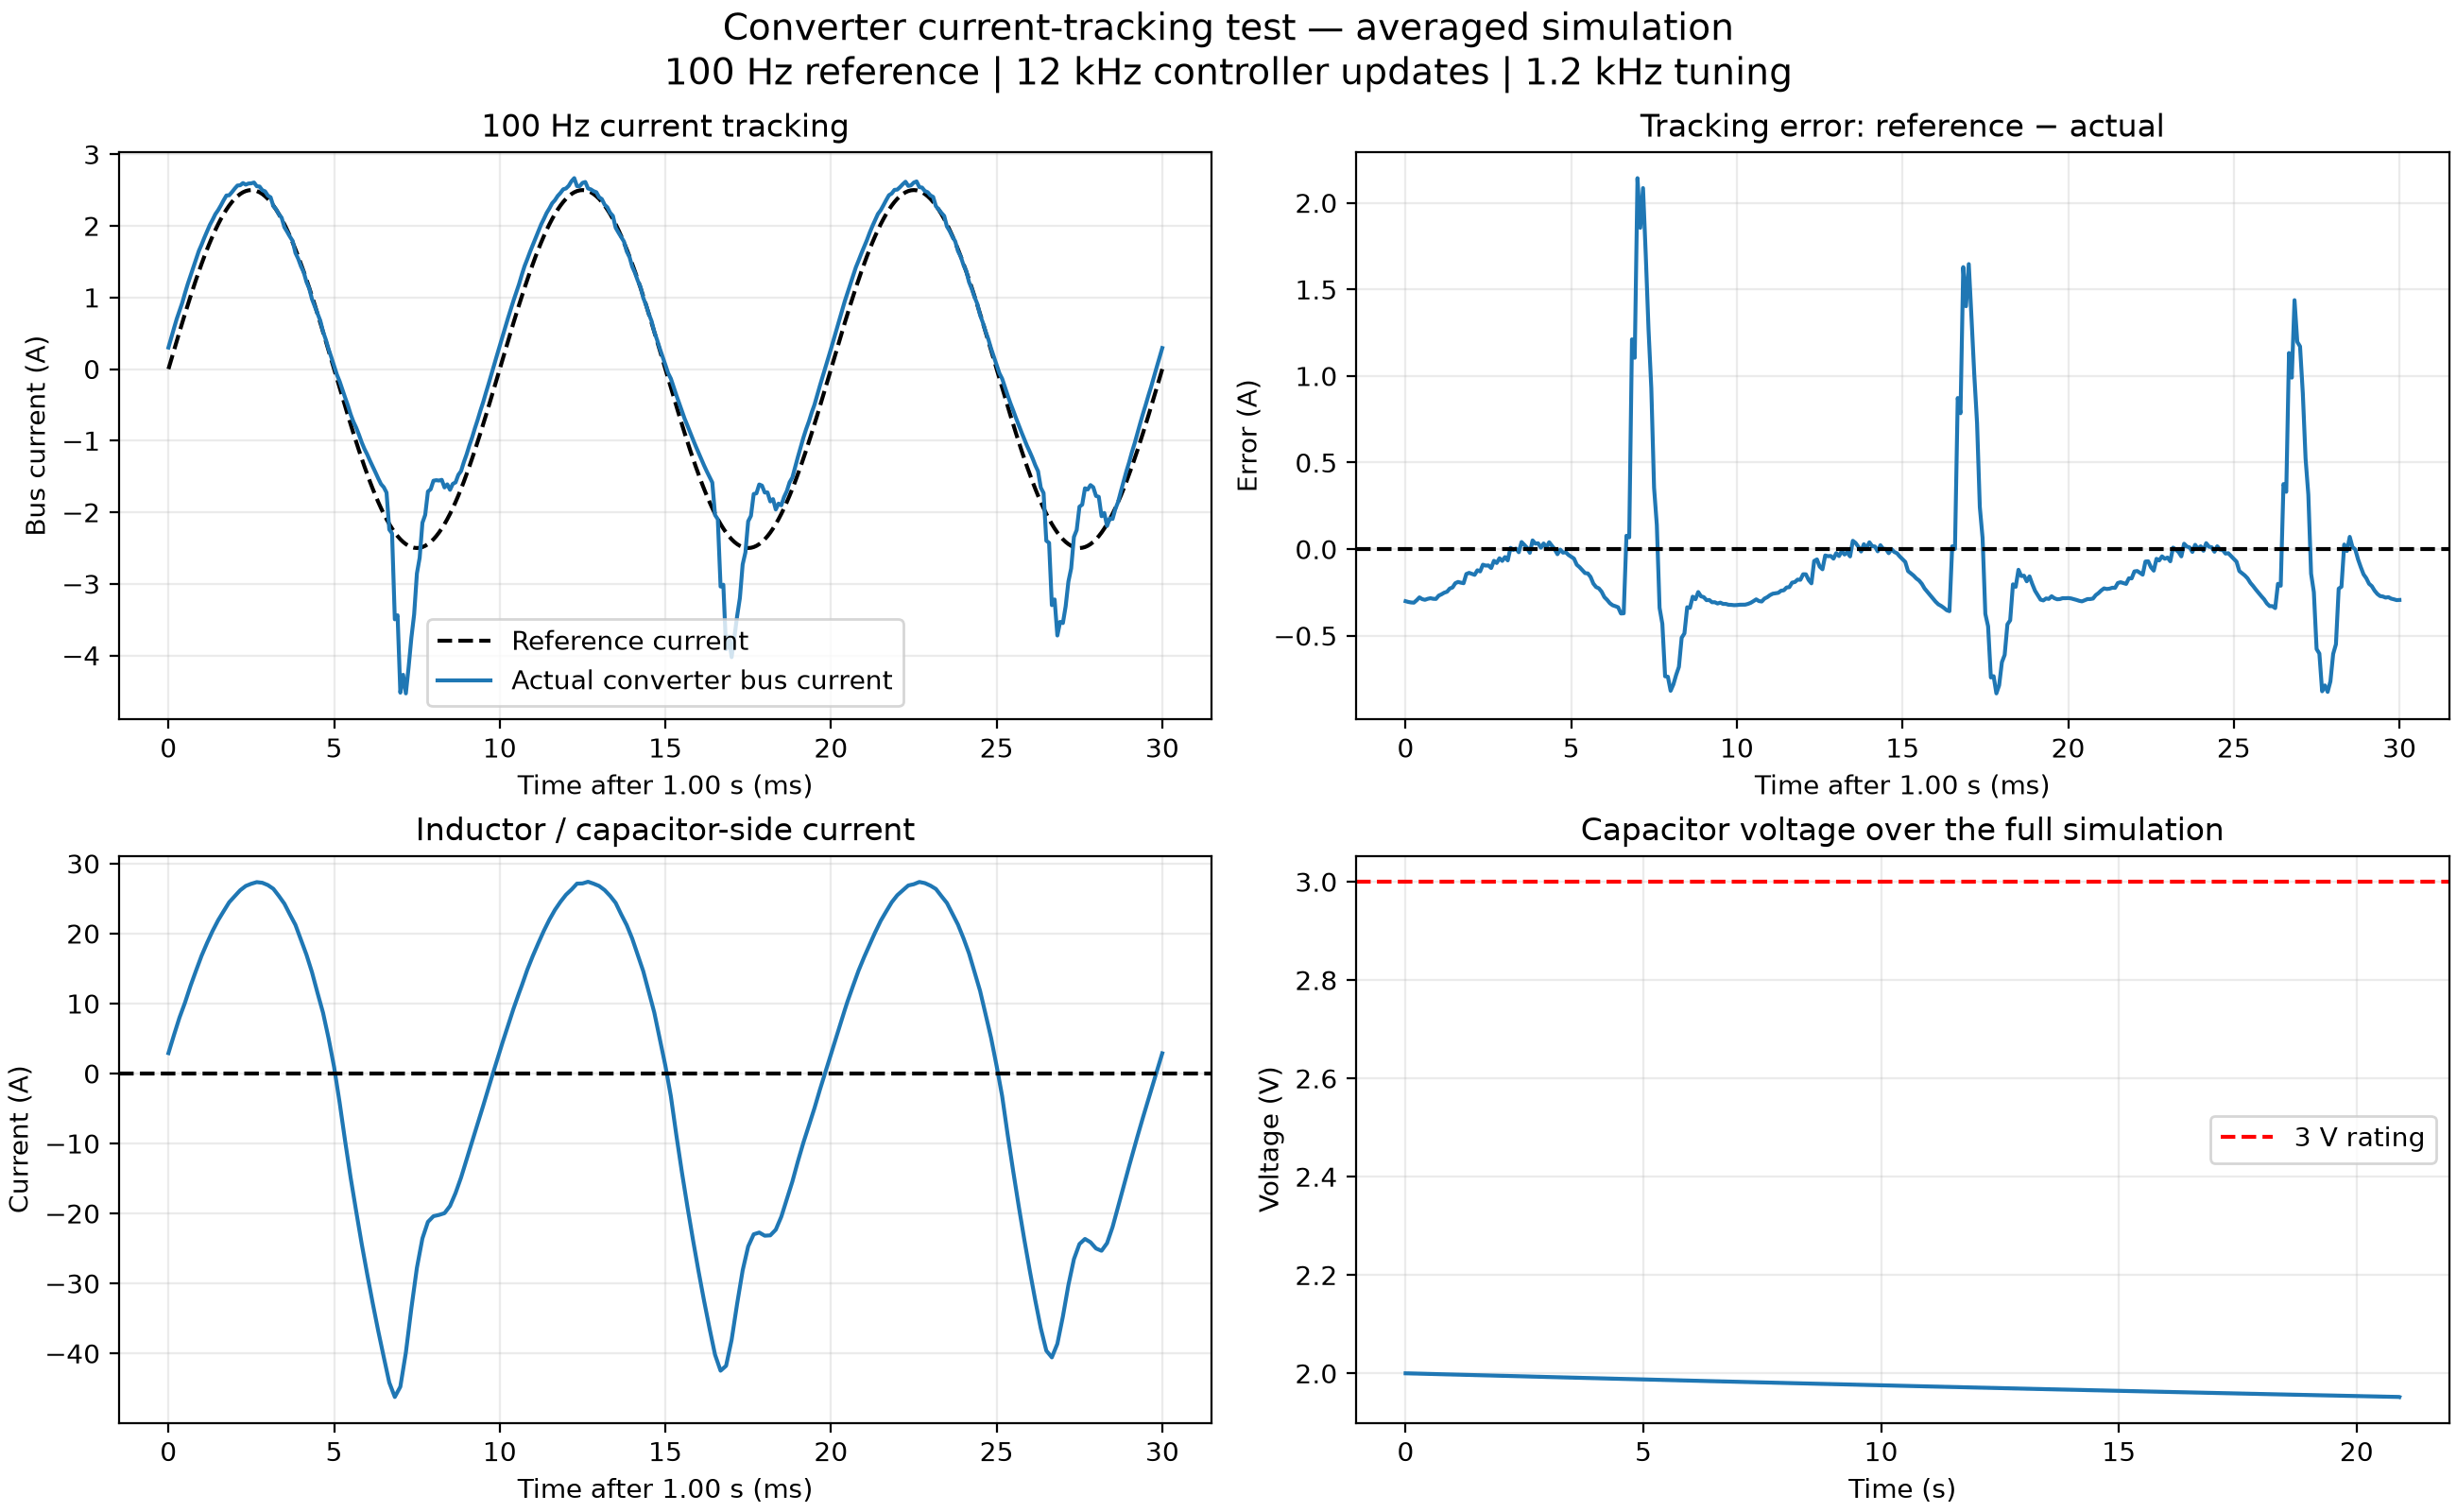 Converter current-tracking test — averaged simulation
100 Hz reference | 12 kHz controller updates | 1.2 kHz tuning
100 Hz current tracking
3
2
1
0
−1
−2
−3
−4
Bus current (A)
Reference current
Actual converter bus current
0 5 10 15 20 25 30
Time after 1.00 s (ms)
Tracking error: reference − actual
2.0
1.5
1.0
0.5
0.0
−0.5
Error (A)
0 5 10 15 20 25 30
Time after 1.00 s (ms)
Inductor / capacitor-side current
30
20
10
0
−10
−20
−30
−40
Current (A)
0 5 10 15 20 25 30
Time after 1.00 s (ms)
Capacitor voltage over the full simulation
3.0
2.8
2.6
2.4
2.2
2.0
Voltage (V)
3 V rating
0 5 10 15 20
Time (s)